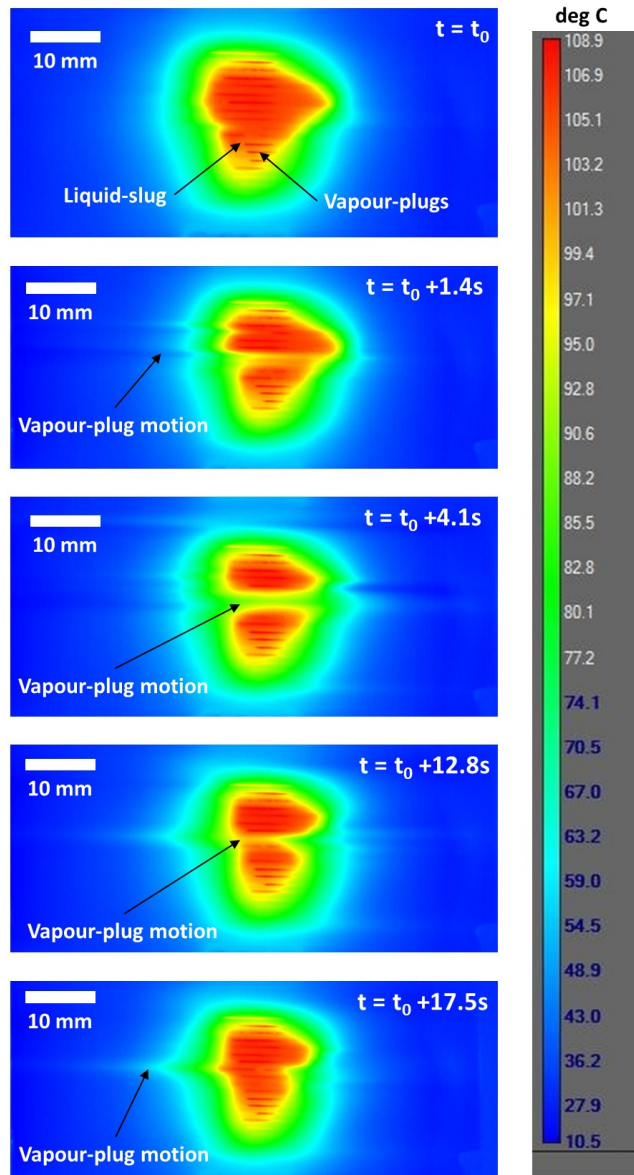 deg C
t = t0
10 mm
Liquid-slug
Vapour-plugs
t = t0 +1.4s
10 mm
Vapour-plug motion
t = t0 +4.1s
10 mm
Vapour-plug motion
t = t0 +12.8s
10 mm
Vapour-plug motion
t = t0 +17.5s
10 mm
Vapour-plug motion
108.9
106.9
105.1
103.2
101.3
99.4
97.1
95.0
92.8
90.6
88.2
85.5
82.8
80.1
77.2
74.1
70.5
67.0
63.2
59.0
54.5
48.9
43.0
36.2
27.9
10.5